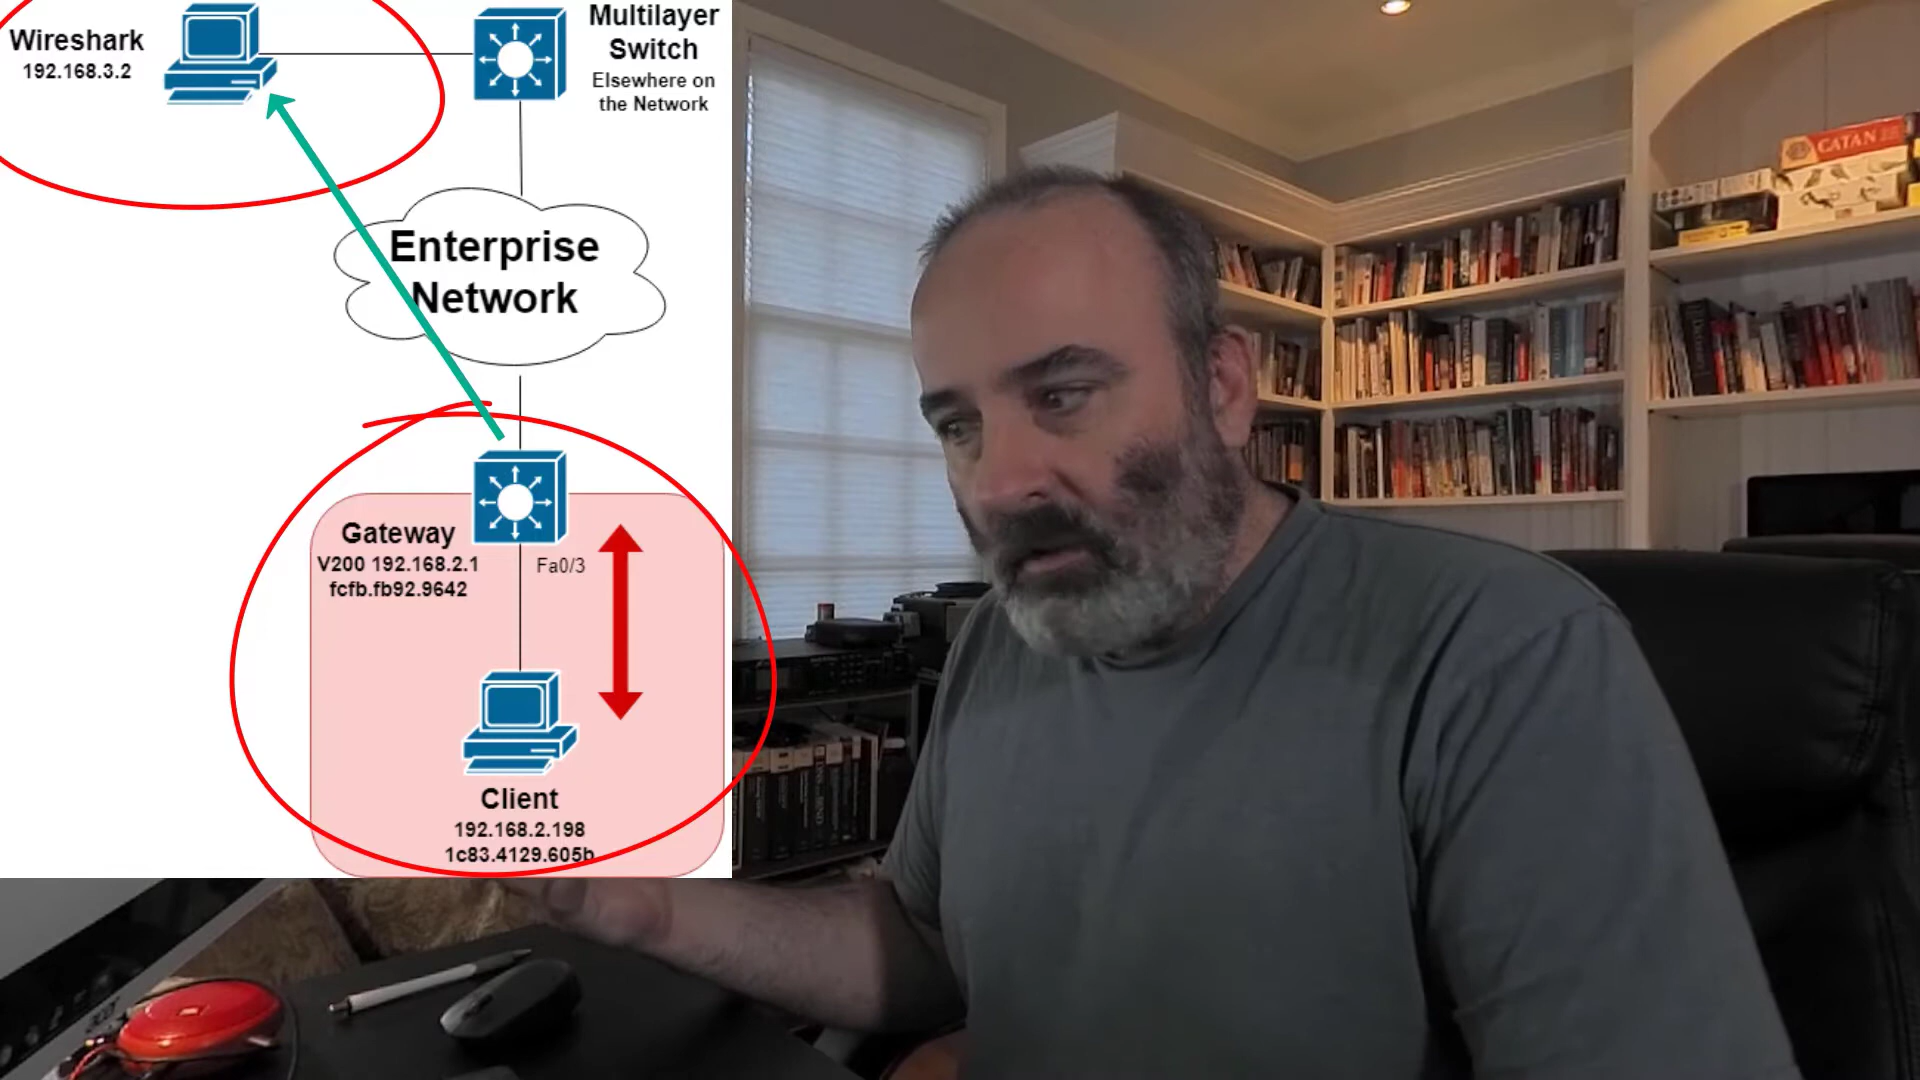 Wireshark
192.168.3.2
Multilayer
Switch
Elsewhere on
the Network
Enterprise
Network
Gateway
V200 192.168.2.1
fcfb.fb92.9642
Fa0/3
Client
192.168.2.198
1c83.4129.605b
CATAN